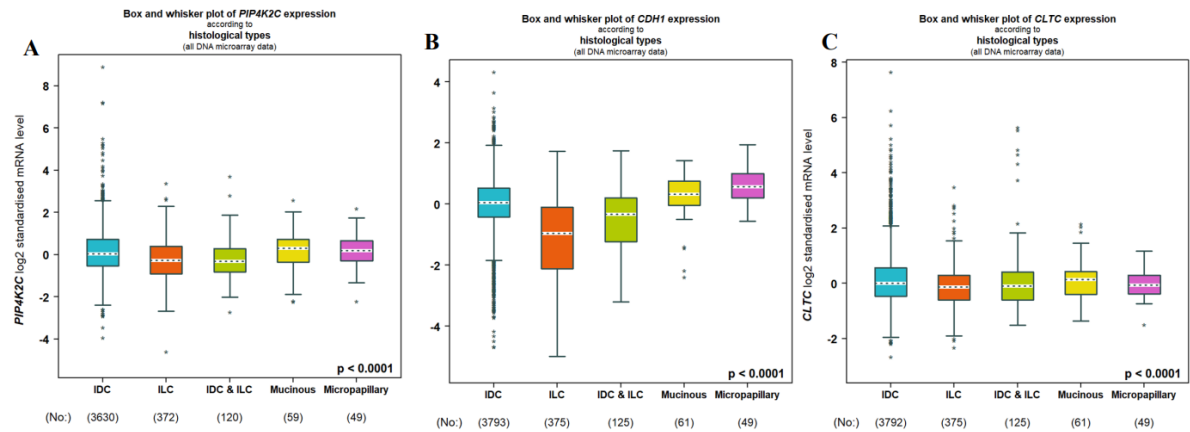 A
Box and whisker plot of PIP4K2C expression
according to
histological types
(all DNA microarray data)
PIP4K2C log2 standardised mRNA level
8
6
4
2
0
-2
-4
p < 0.0001
IDC ILC IDC & ILC Mucinous Micropapillary
(No:) (3630) (372) (120) (59) (49)
B
Box and whisker plot of CDH1 expression
according to
histological types
(all DNA microarray data)
4
2
0
-2
-4
p < 0.0001
IDC ILC IDC & ILC Mucinous Micropapillary
(No:) (3793) (375) (125) (61) (49)
C
Box and whisker plot of CLTC expression
according to
histological types
(all DNA microarray data)
CLTC log2 standardised mRNA level
8
6
4
2
0
-2
p < 0.0001
IDC ILC IDC & ILC Mucinous Micropapillary
(No:) (3792) (375) (125) (61) (49)